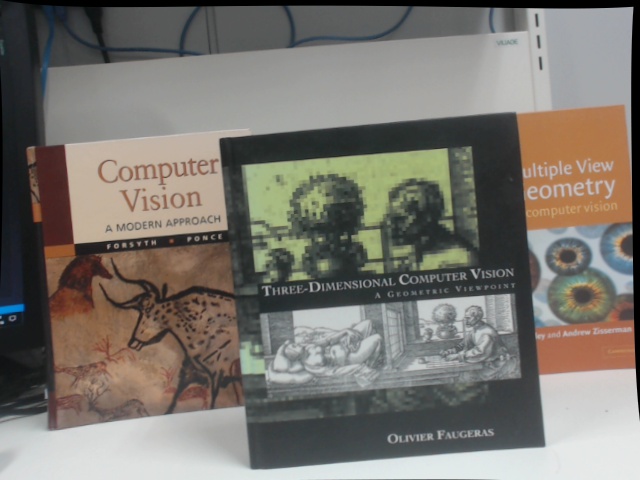 Computer
Vision
A MODERN APPROACH
FORSYTH PONCE
THREE-DIMENSIONAL COMPUTER VISION
A GEOMETRIC VIEWPOINT
OLIVIER FAUGERAS
ultiple View
eometry
computer vision
ley and Andrew Zisserman